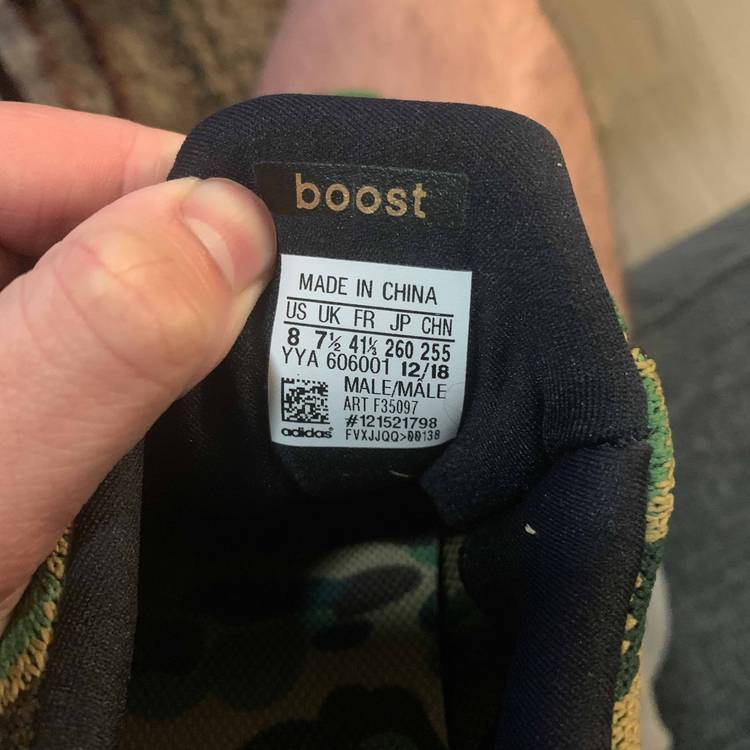 boost
MADE IN CHINA
US UK FR JP CHN
8 7½ 41⅓ 260 255
YYA 606001 12/18
MALE/MÂLE
ART F35097
#121521798
adidas FVXJJQQ>00138